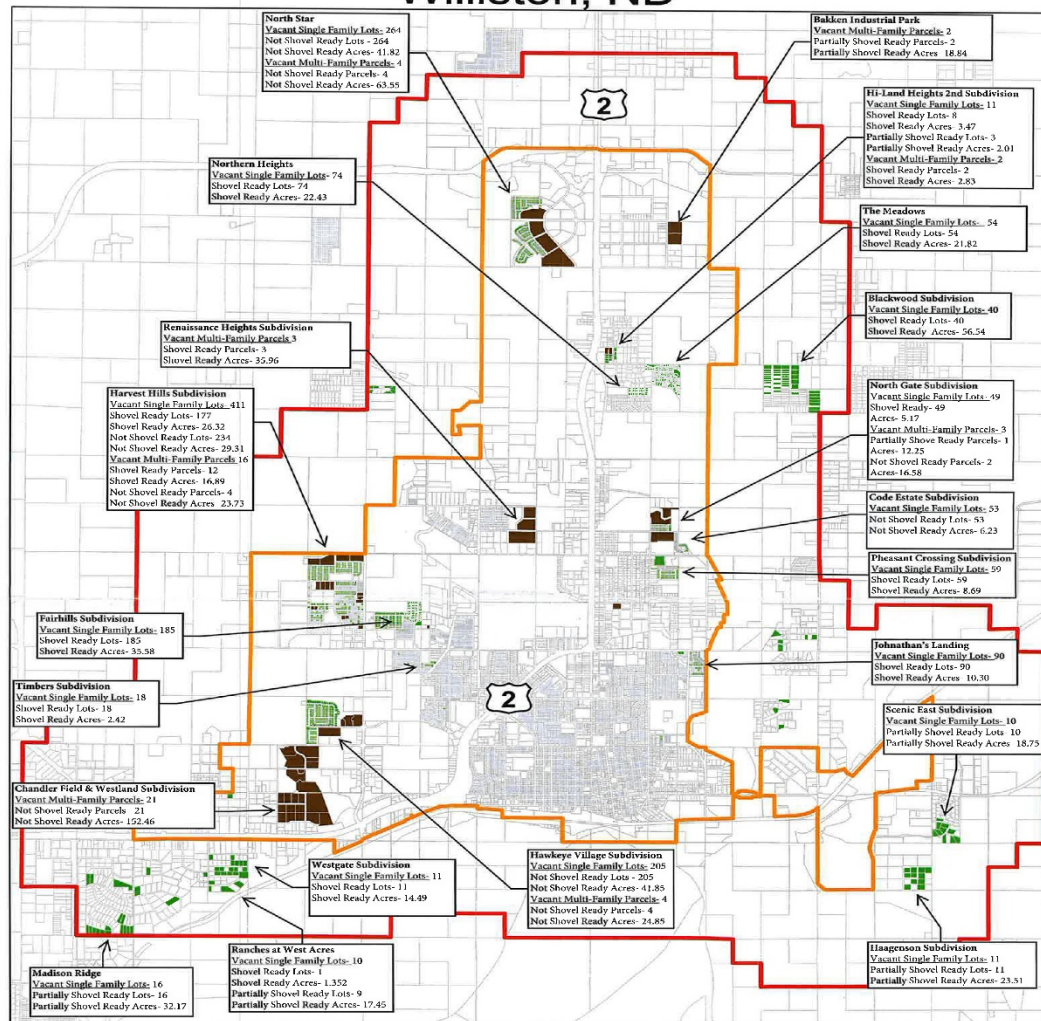 Williston, ND
North Star
Vacant Single Family Lots- 264
Not Shovel Ready Lots - 264
Not Shovel Ready Acres- 41.82
Vacant Multi-Family Parcels- 4
Not Shovel Ready Parcels- 4
Not Shovel Ready Acres- 63.55
Bakken Industrial Park
Vacant Multi-Family Parcels- 2
Partially Shovel Ready Parcels- 2
Partially Shovel Ready Acres 18.84
2
Hi-Land Heights 2nd Subdivision
Vacant Single Family Lots- 11
Shovel Ready Lots- 8
Shovel Ready Acres- 3.47
Partially Shovel Ready Lots- 3
Partially Shovel Ready Acres- 2.01
Vacant Multi-Family Parcels- 2
Shovel Ready Parcels- 2
Shovel Ready Acres- 2.83
Northern Heights
Vacant Single Family Lots- 74
Shovel Ready Lots- 74
Shovel Ready Acres- 22.43
The Meadows
Vacant Single Family Lots- 54
Shovel Ready Lots- 54
Shovel Ready Acres- 21.82
Blackwood Subdivision
Vacant Single Family Lots- 40
Shovel Ready Lots- 40
Shovel Ready Acres- 56.54
Renaissance Heights Subdivision
Vacant Multi-Family Parcels 3
Shovel Ready Parcels- 3
Shovel Ready Acres- 35.96
Harvest Hills Subdivision
Vacant Single Family Lots 411
Shovel Ready Lots- 177
Shovel Ready Acres- 26.32
Not Shovel Ready Lots- 234
Not Shovel Ready Acres- 29.31
Vacant Multi-Family Parcels 16
Shovel Ready Parcels- 12
Shovel Ready Acres- 16.89
Not Shovel Ready Parcels- 4
Not Shovel Ready Acres 23.73
North Gate Subdivision
Vacant Single Family Lots- 49
Shovel Ready- 49
Acres- 5.17
Vacant Multi-Family Parcels- 3
Partially Shove Ready Parcels- 1
Acres- 12.25
Not Shovel Ready Parcels- 2
Acres- 16.58
Code Estate Subdivision
Vacant Single Family Lots- 53
Not Shovel Ready Lots- 53
Not Shovel Ready Acres- 6.23
Pheasant Crossing Subdivision
Vacant Single Family Lots- 59
Shovel Ready Lots- 59
Shovel Ready Acres- 8.69
Fairhills Subdivision
Vacant Single Family Lots- 185
Shovel Ready Lots- 185
Shovel Ready Acres- 35.58
Johnathan's Landing
Vacant Single Family Lots- 90
Shovel Ready Lots- 90
Shovel Ready Acres- 10.30
Timbers Subdivision
Vacant Single Family Lots- 18
Shovel Ready Lots- 18
Shovel Ready Acres- 2.42
2
Scenic East Subdivision
Vacant Single Family Lots- 10
Partially Shovel Ready Lots- 10
Partially Shovel Ready Acres 18.75
Chandler Field & Westland Subdivision
Vacant Multi-Family Parcels- 21
Not Shovel Ready Parcels 21
Not Shovel Ready Acres- 152.46
Westgate Subdivision
Vacant Single Family Lots- 11
Shovel Ready Lots- 11
Shovel Ready Acres- 14.49
Hawkeye Village Subdivision
Vacant Single Family Lots- 205
Not Shovel Ready Lots - 205
Not Shovel Ready Acres- 41.85
Vacant Multi-Family Parcels- 4
Not Shovel Ready Parcels- 4
Not Shovel Ready Acres- 24.85
Madison Ridge
Vacant Single Family Lots- 16
Partially Shovel Ready Lots- 16
Partially Shovel Ready Acres- 32.17
Ranches at West Acres
Vacant Single Family Lots- 10
Shovel Ready Lots- 1
Shovel Ready Acres- 1.352
Partially Shovel Ready Lots- 9
Partially Shovel Ready Acres- 17.45
Haagenson Subdivision
Vacant Single Family Lots- 11
Partially Shovel Ready Lots- 11
Partially Shovel Ready Acres- 23.51